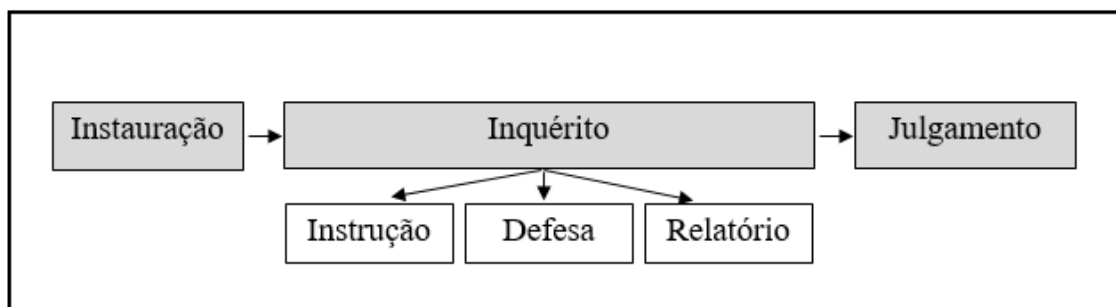 Instauração
Inquérito
Julgamento
Instrução
Defesa
Relatório